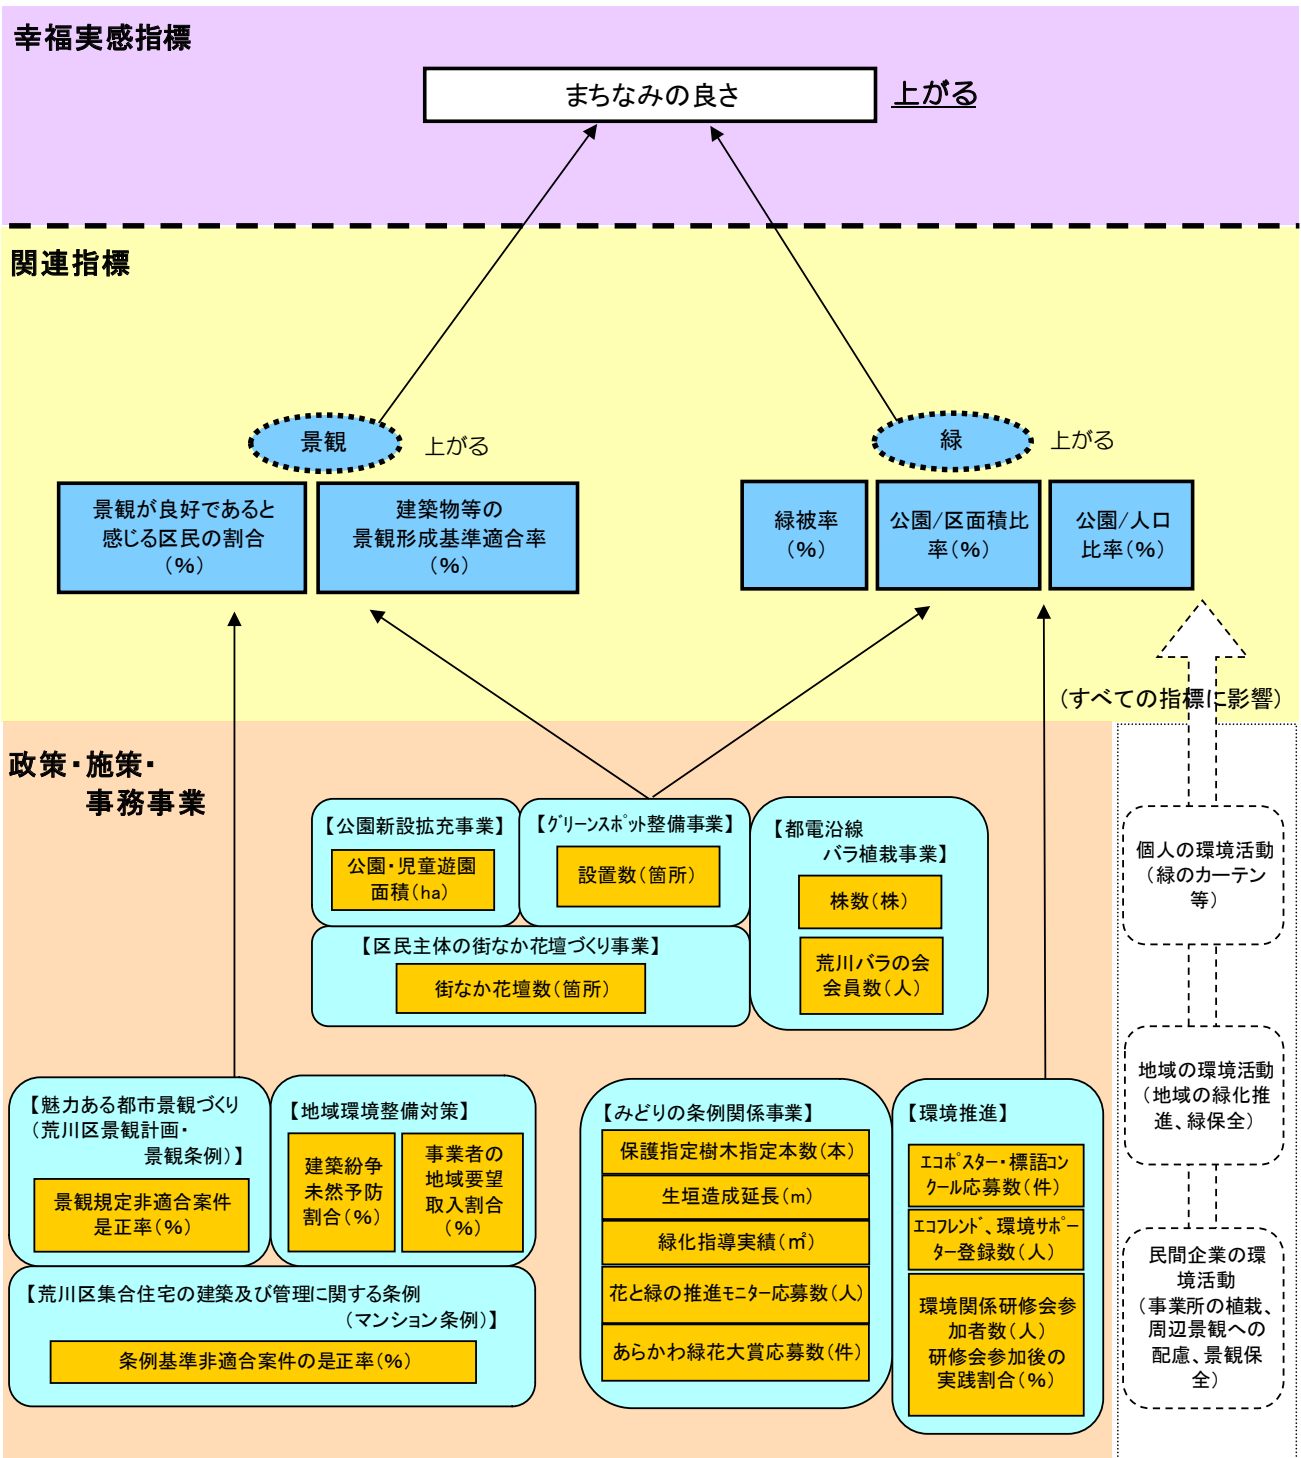 幸福実感指標
まちなみの良さ
上がる
関連指標
景観
上がる
緑
上がる
景観が良好であると
感じる区民の割合
(%)
建築物等の
景観形成基準適合率
(%)
緑被率
(%)
公園/区面積比
率(%)
公園/人口
比率(%)
(すべての指標に影響)
政策・施策・
事務事業
【公園新設拡充事業】
公園・児童遊園
面積(ha)
【グリーンスポット整備事業】
設置数(箇所)
【都電沿線
バラ植栽事業】
株数(株)
荒川バラの会
会員数(人)
【区民主体の街なか花壇づくり事業】
街なか花壇数(箇所)
【魅力ある都市景観づくり
(荒川区景観計画・
景観条例)】
景観規定非適合案件
是正率(%)
【地域環境整備対策】
建築紛争
未然予防
割合(%)
事業者の
地域要望
取入割合
(%)
【荒川区集合住宅の建築及び管理に関する条例
(マンション条例)】
条例基準非適合案件の是正率(%)
【みどりの条例関係事業】
保護指定樹木指定本数(本)
生垣造成延長(m)
緑化指導実績(㎡)
花と緑の推進モニター応募数(人)
あらかわ緑花大賞応募数(件)
【環境推進】
エコポスター・標語コン
クール応募数(件)
エコフレンド、環境サポー
ター登録数(人)
環境関係研修会参
加者数(人)
研修会参加後の
実践割合(%)
個人の環境活動
(緑のカーテン
等)
地域の環境活動
(地域の緑化推
進、緑保全)
民間企業の環
境活動
(事業所の植栽、
周辺景観への
配慮、景観保
全)